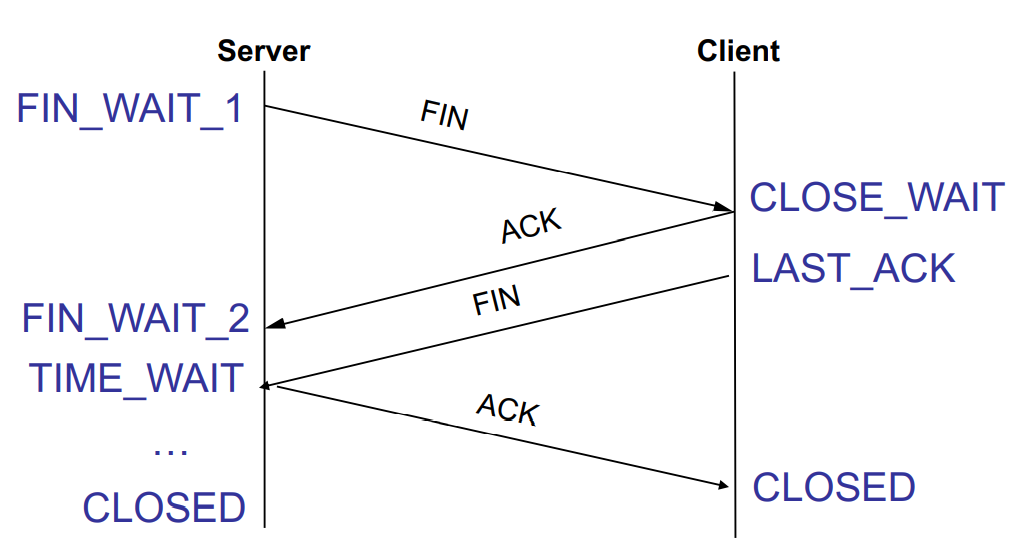 Server
Client
FIN_WAIT_1
FIN
CLOSE_WAIT
ACK
LAST_ACK
FIN
FIN_WAIT_2
TIME_WAIT
ACK
...
CLOSED
CLOSED